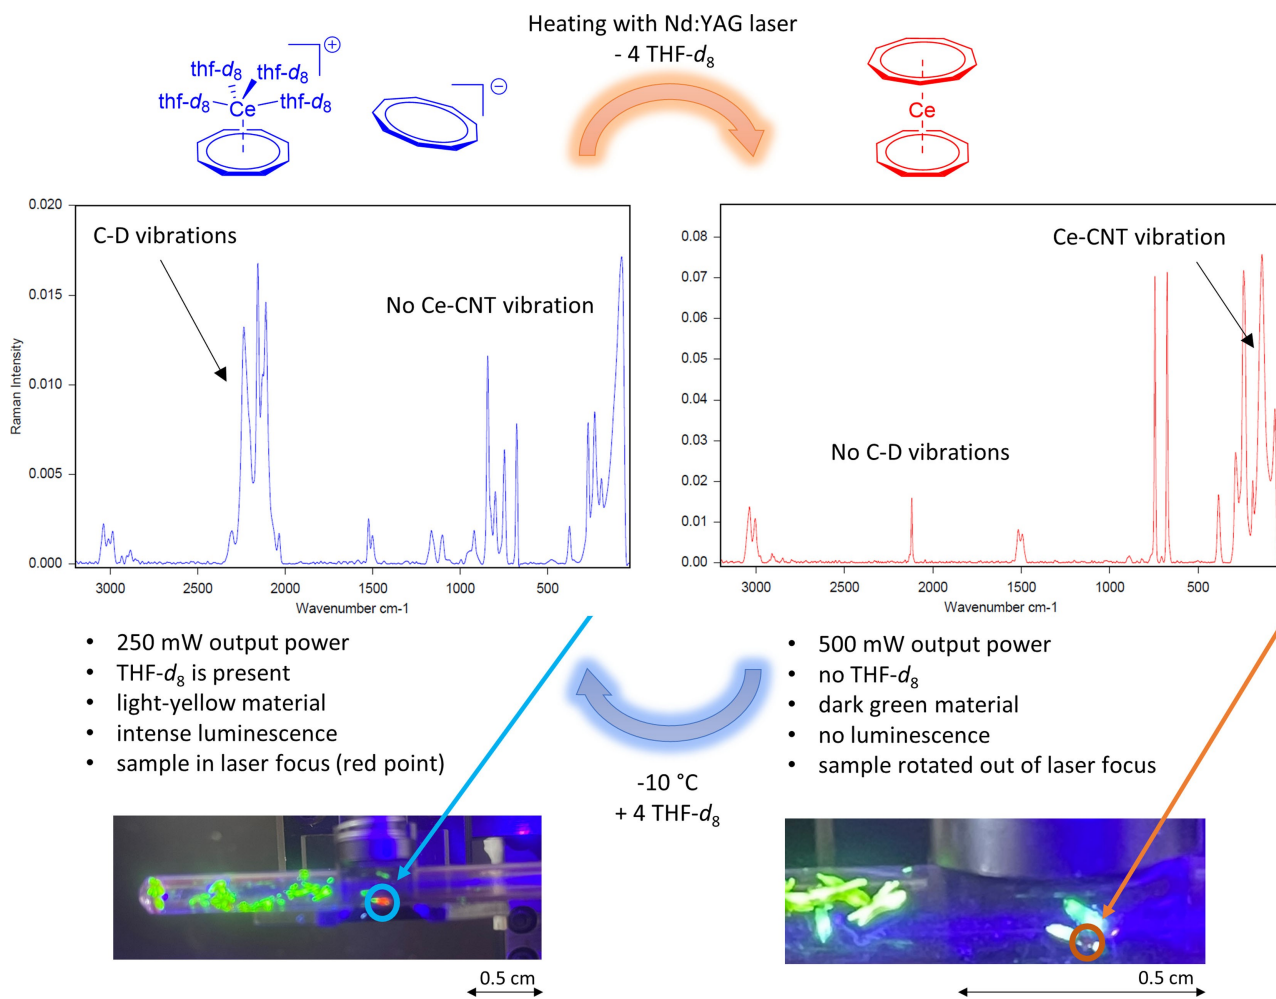 Heating with Nd:YAG laser
- 4 THF-d8
thf-d8 thf-d8
thf-d8 Ce thf-d8
⊕
⊖
Ce
0.020
0.015
0.010
0.005
0.000
Raman Intensity
C-D vibrations
No Ce-CNT vibration
3000 2500 2000 1500 1000 500
Wavenumber cm-1
0.08
0.07
0.06
0.05
0.04
0.03
0.02
0.01
0.00
Ce-CNT vibration
No C-D vibrations
3000 2500 2000 1500 1000 500
Wavenumber cm-1
• 250 mW output power
• THF-d8 is present
• light-yellow material
• intense luminescence
• sample in laser focus (red point)
-10 °C
+ 4 THF-d8
• 500 mW output power
• no THF-d8
• dark green material
• no luminescence
• sample rotated out of laser focus
0.5 cm
0.5 cm